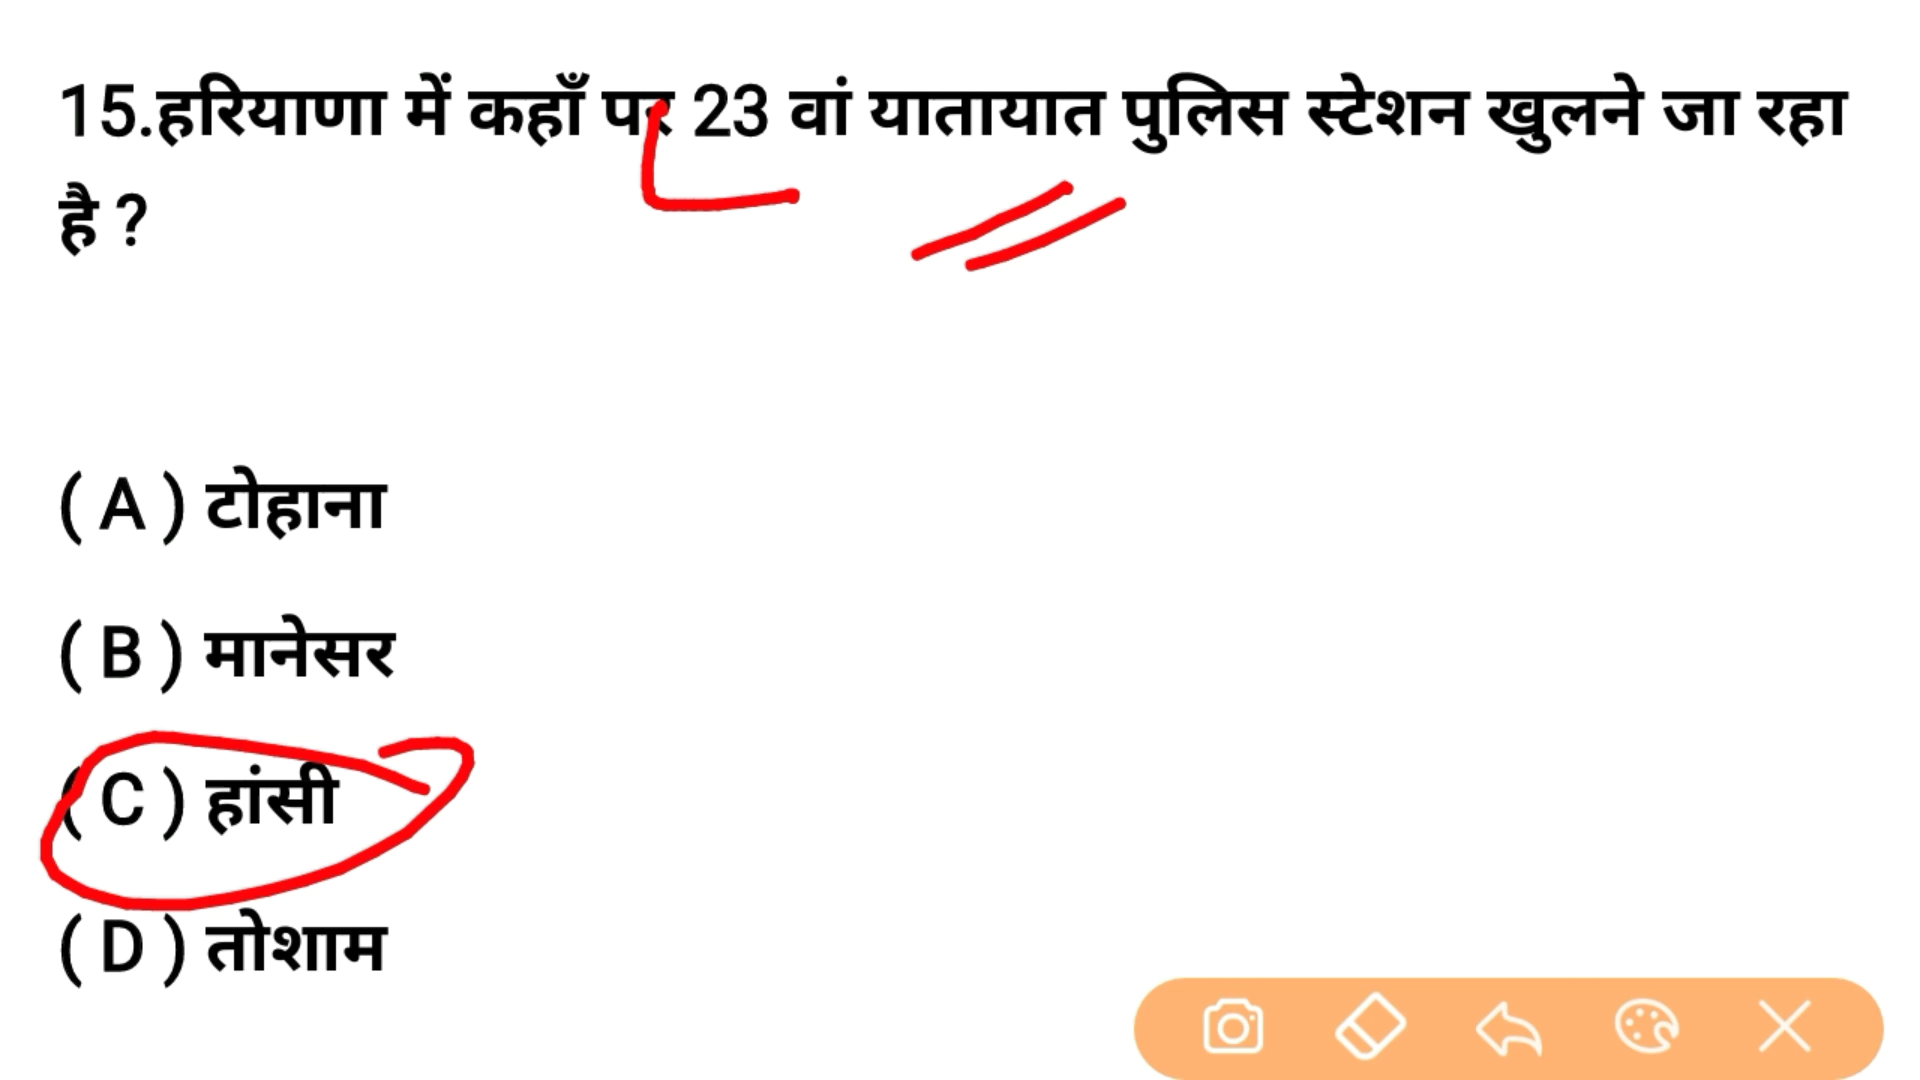 15.हरियाणा में कहाँ पर 23 वां यातायात पुलिस स्टेशन खुलने जा रहा
है ?
( A ) टोहाना
( B ) मानेसर
( C ) हांसी
( D ) तोशाम